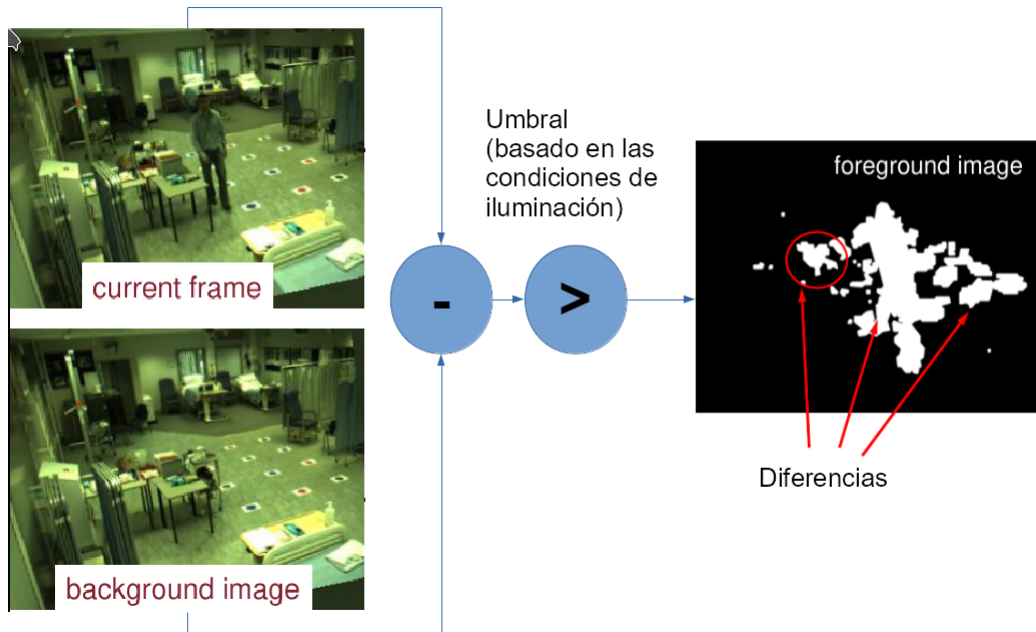 Umbral
(basado en las
condiciones de
iluminación)
foreground image
current frame
-
>
Diferencias
background image